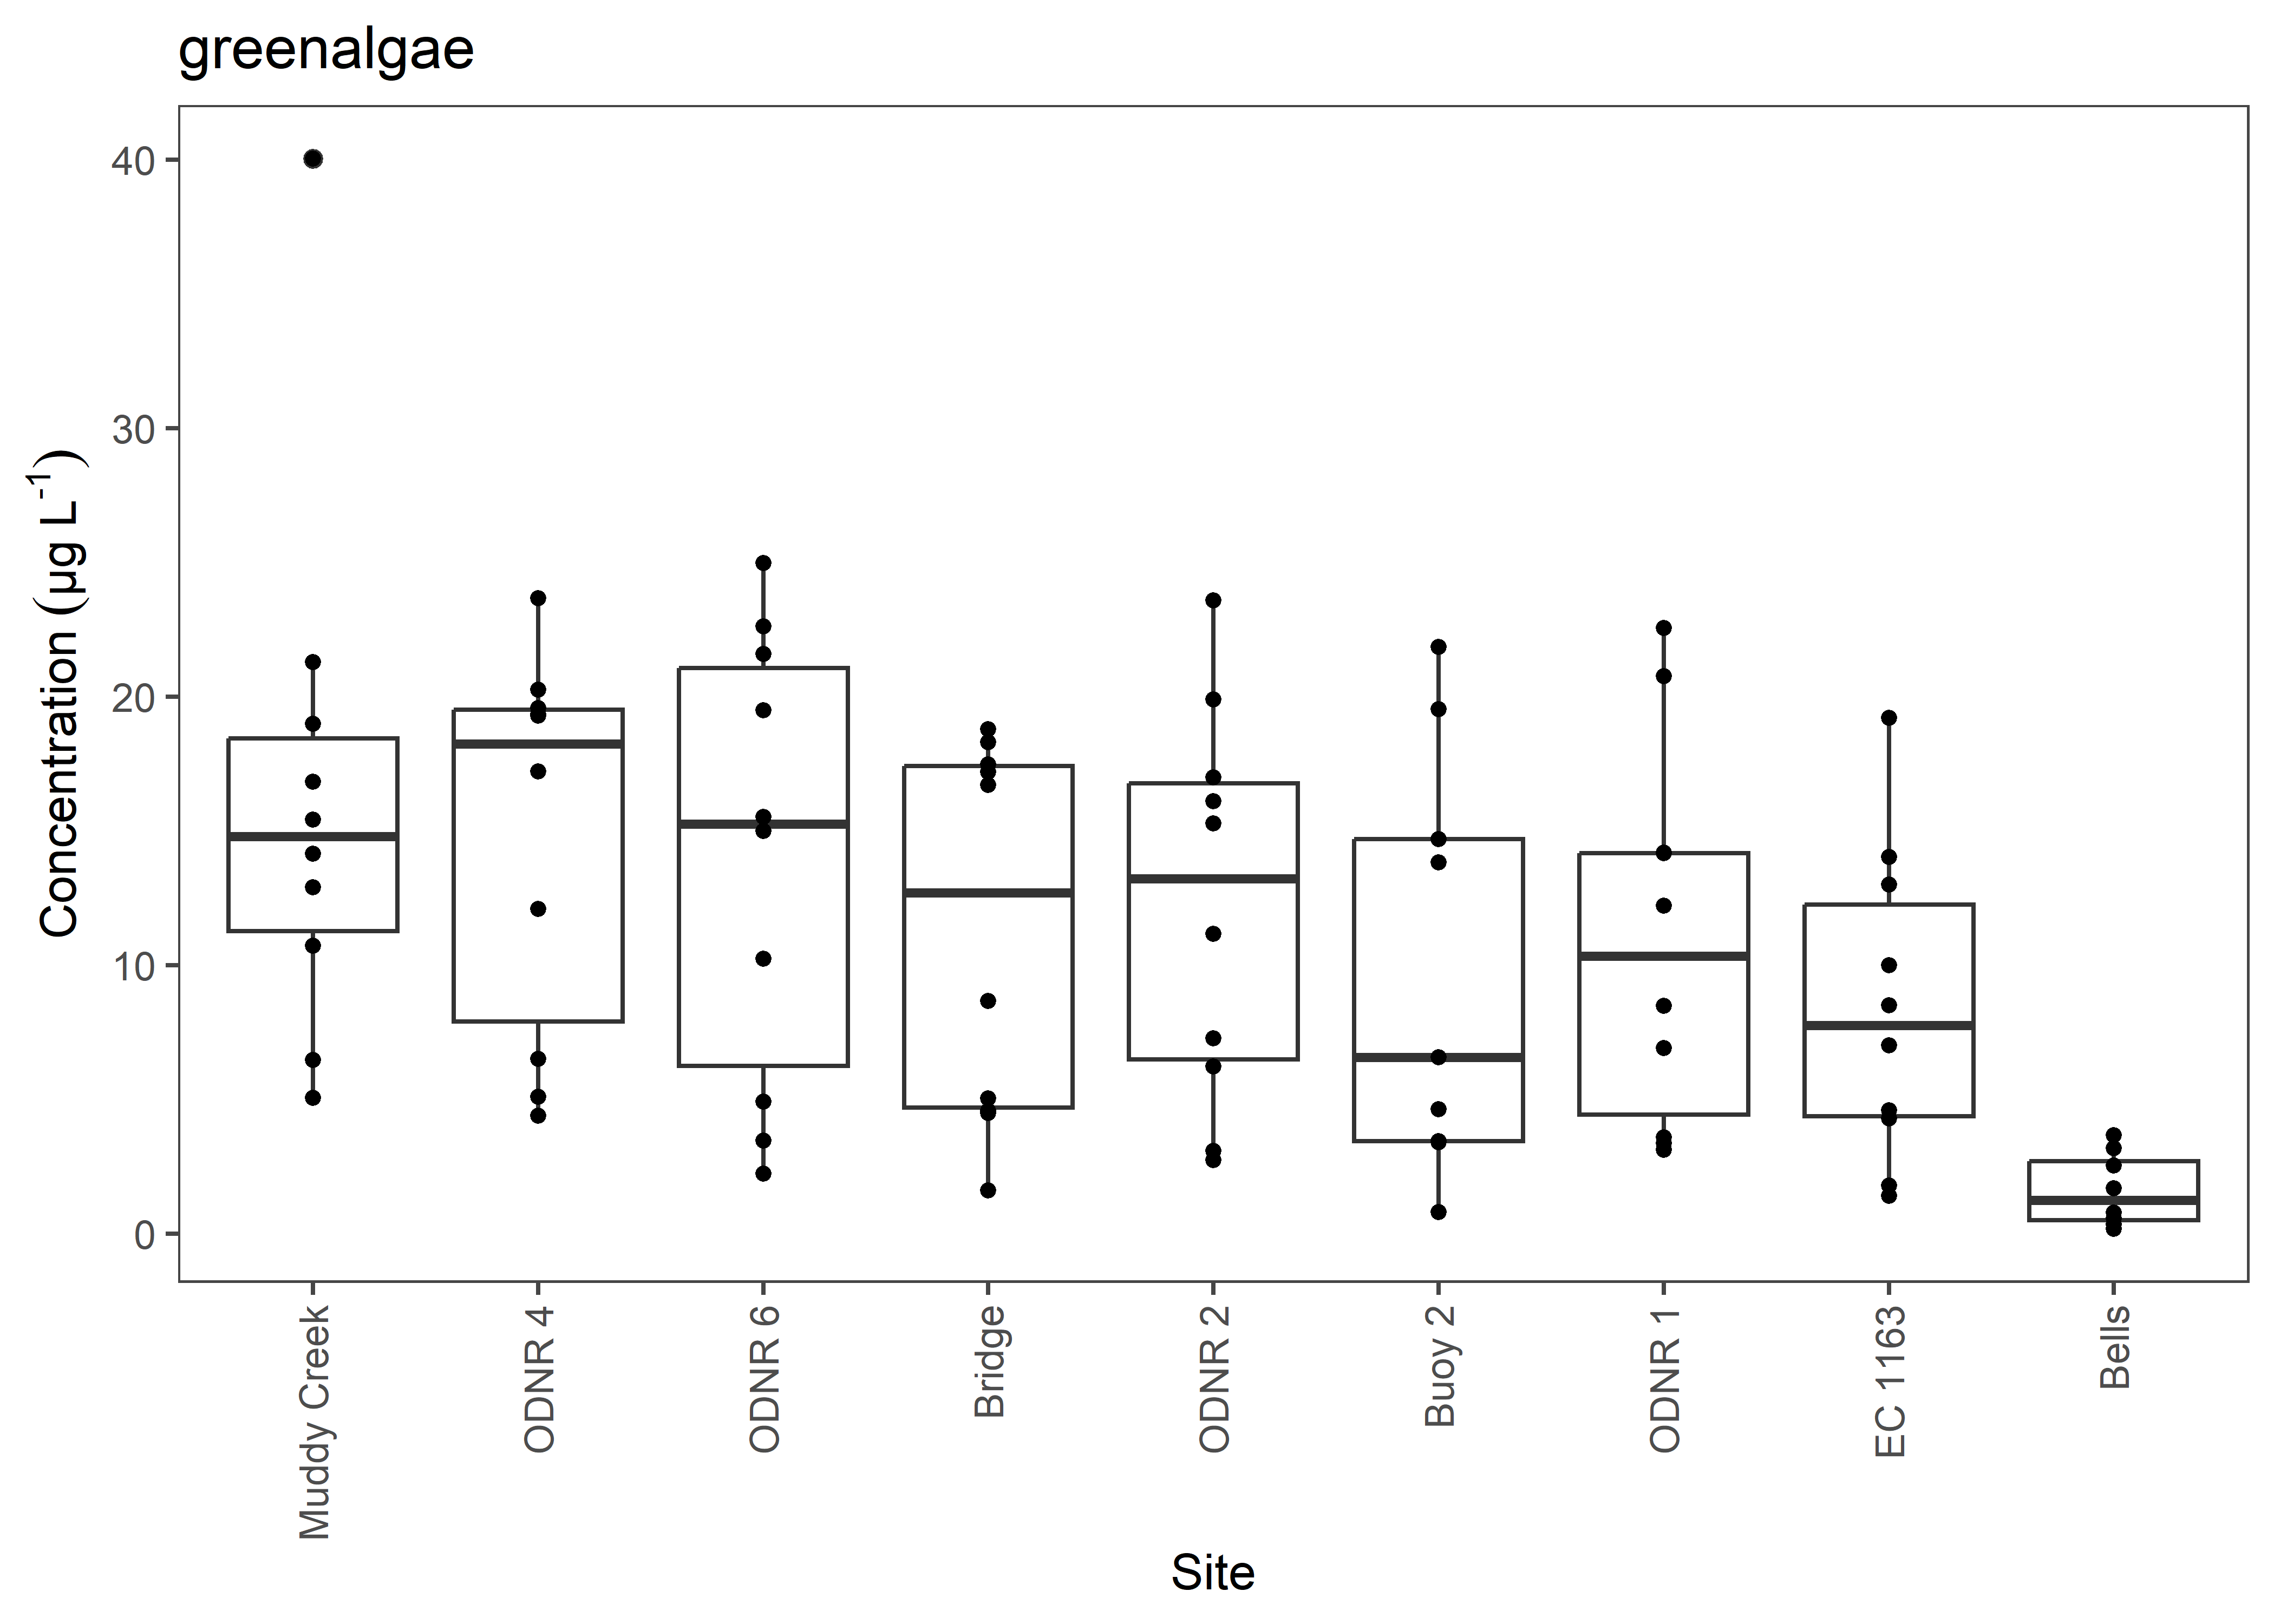 greenalgae
Concentration (µg L⁻¹)
40
30
20
10
0
Muddy Creek
ODNR 4
ODNR 6
Bridge
ODNR 2
Buoy 2
ODNR 1
EC 1163
Bells
Site